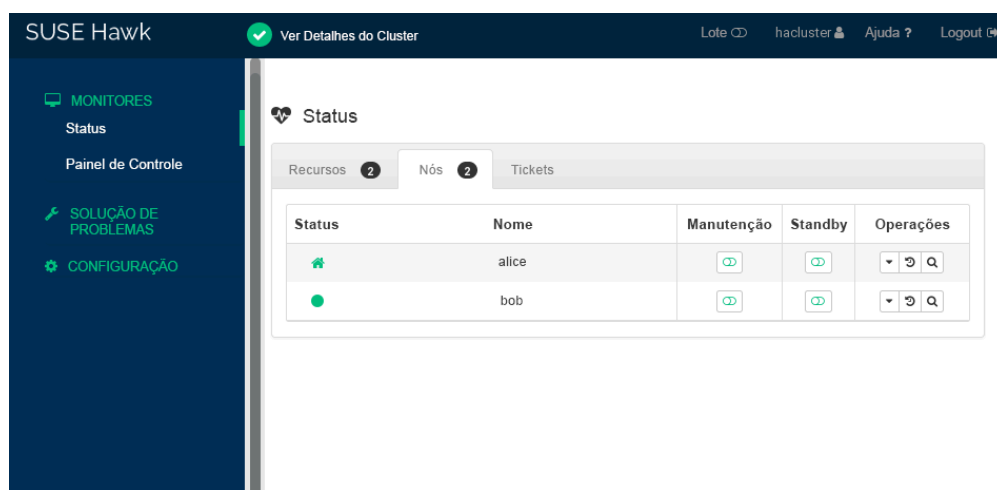 SUSE Hawk
Ver Detalhes do Cluster
Lote
hacluster
Ajuda ?
Logout
MONITORES
Status
Painel de Controle
SOLUÇÃO DE
PROBLEMAS
CONFIGURAÇÃO
Status
Recursos 2 Nós 2 Tickets
Status Nome Manutenção Standby Operações
alice
bob